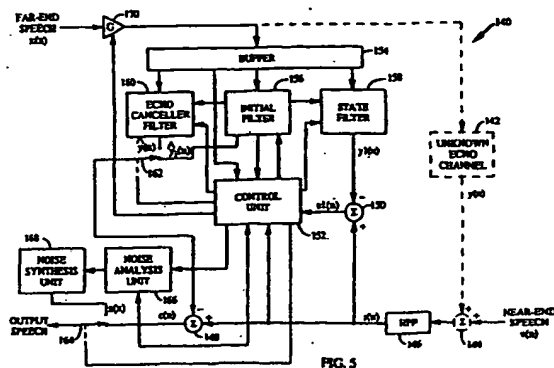 FAR-END
SPEECH
x(n)
G
170
140
BUFFER
154
160
156
158
ECHO
CANCELLER
FILTER
INITIAL
FILTER
STATE
FILTER
142
UNKNOWN
ECHO
CHANNEL
ŷ(n)
162
y1(n)
y(n)
CONTROL
UNIT
152
e1(n)
Σ
150
−
+
168
NOISE
SYNTHESIS
UNIT
NOISE
ANALYSIS
UNIT
166
OUTPUT
SPEECH
164
e(n)
Σ
148
−
+
r(n)
HPF
146
Σ
144
+
+
NEAR-END
SPEECH
v(n)
FIG. 5